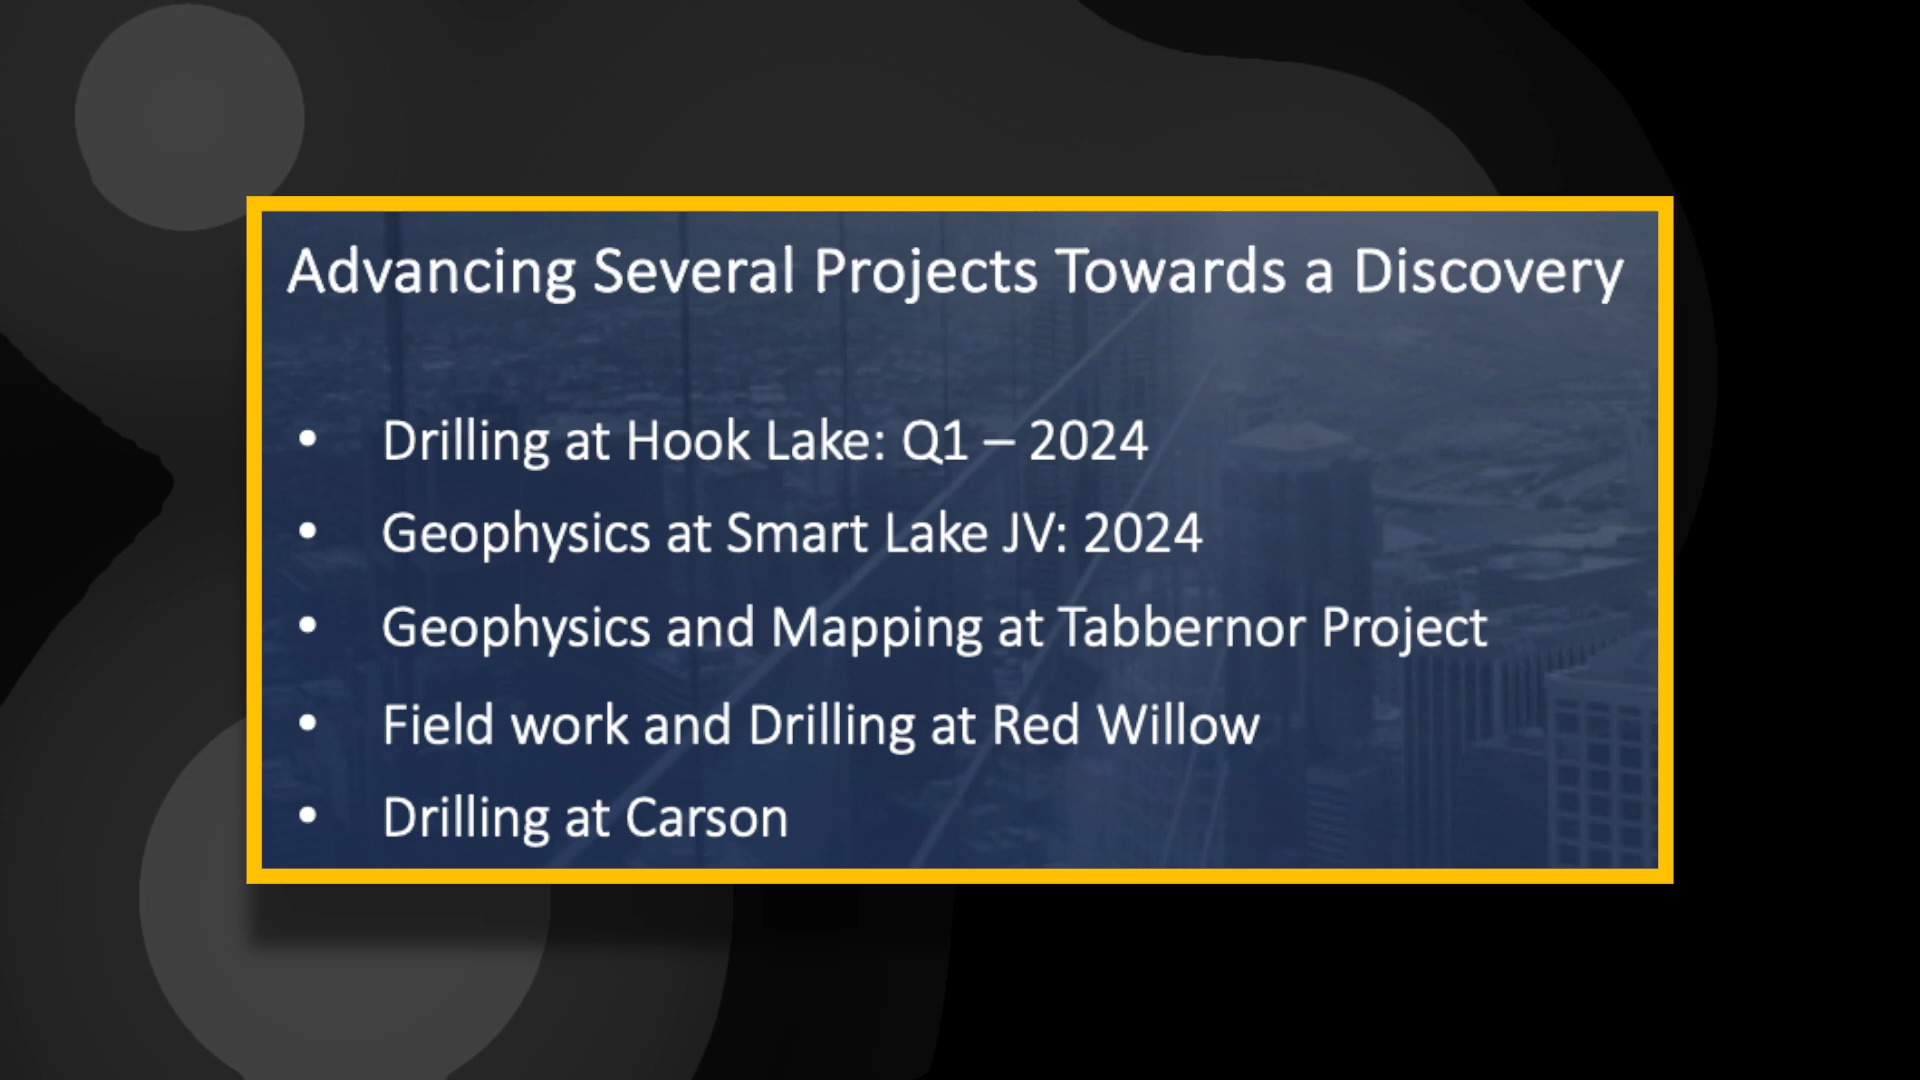 Advancing Several Projects Towards a Discovery
• Drilling at Hook Lake: Q1 – 2024
• Geophysics at Smart Lake JV: 2024
• Geophysics and Mapping at Tabbernor Project
• Field work and Drilling at Red Willow
• Drilling at Carson